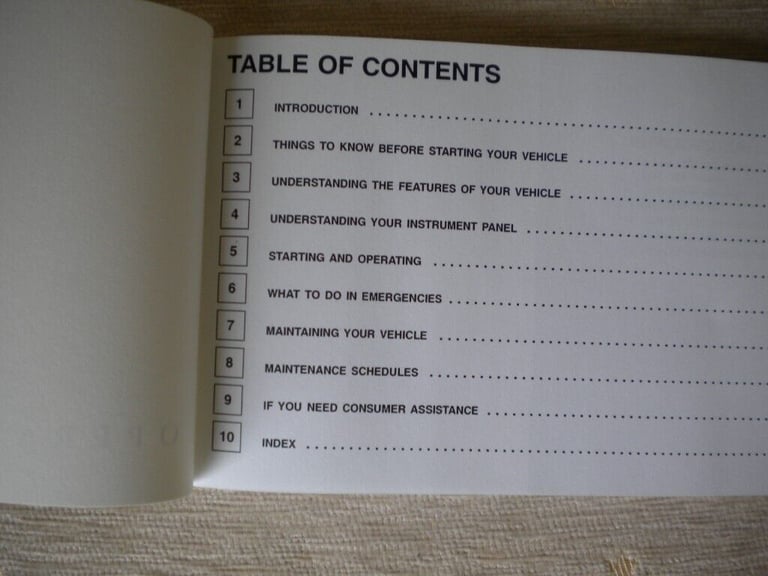 TABLE OF CONTENTS
1 INTRODUCTION
2 THINGS TO KNOW BEFORE STARTING YOUR VEHICLE
3 UNDERSTANDING THE FEATURES OF YOUR VEHICLE
4 UNDERSTANDING YOUR INSTRUMENT PANEL
5 STARTING AND OPERATING
6 WHAT TO DO IN EMERGENCIES
7 MAINTAINING YOUR VEHICLE
8 MAINTENANCE SCHEDULES
9 IF YOU NEED CONSUMER ASSISTANCE
10 INDEX